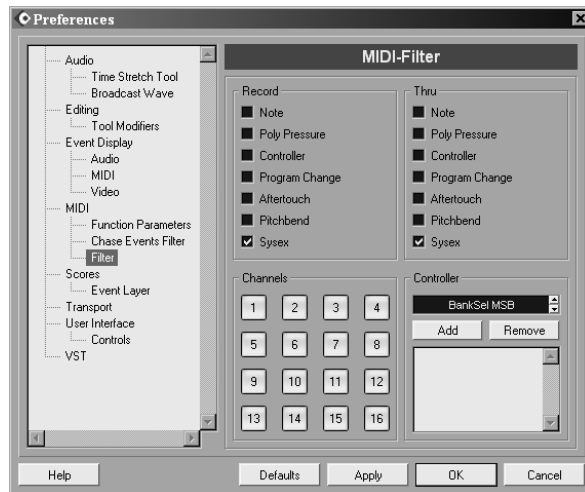 Preferences
Audio
Time Stretch Tool
Broadcast Wave
Editing
Tool Modifiers
Event Display
Audio
MIDI
Video
MIDI
Function Parameters
Chase Events Filter
Filter
Scores
Event Layer
Transport
User Interface
Controls
VST
MIDI-Filter
Record
Note
Poly Pressure
Controller
Program Change
Aftertouch
Pitchbend
Sysex
Thru
Note
Poly Pressure
Controller
Program Change
Aftertouch
Pitchbend
Sysex
Channels
1 2 3 4
5 6 7 8
9 10 11 12
13 14 15 16
Controller
BankSel MSB
Add Remove
Help Defaults Apply OK Cancel